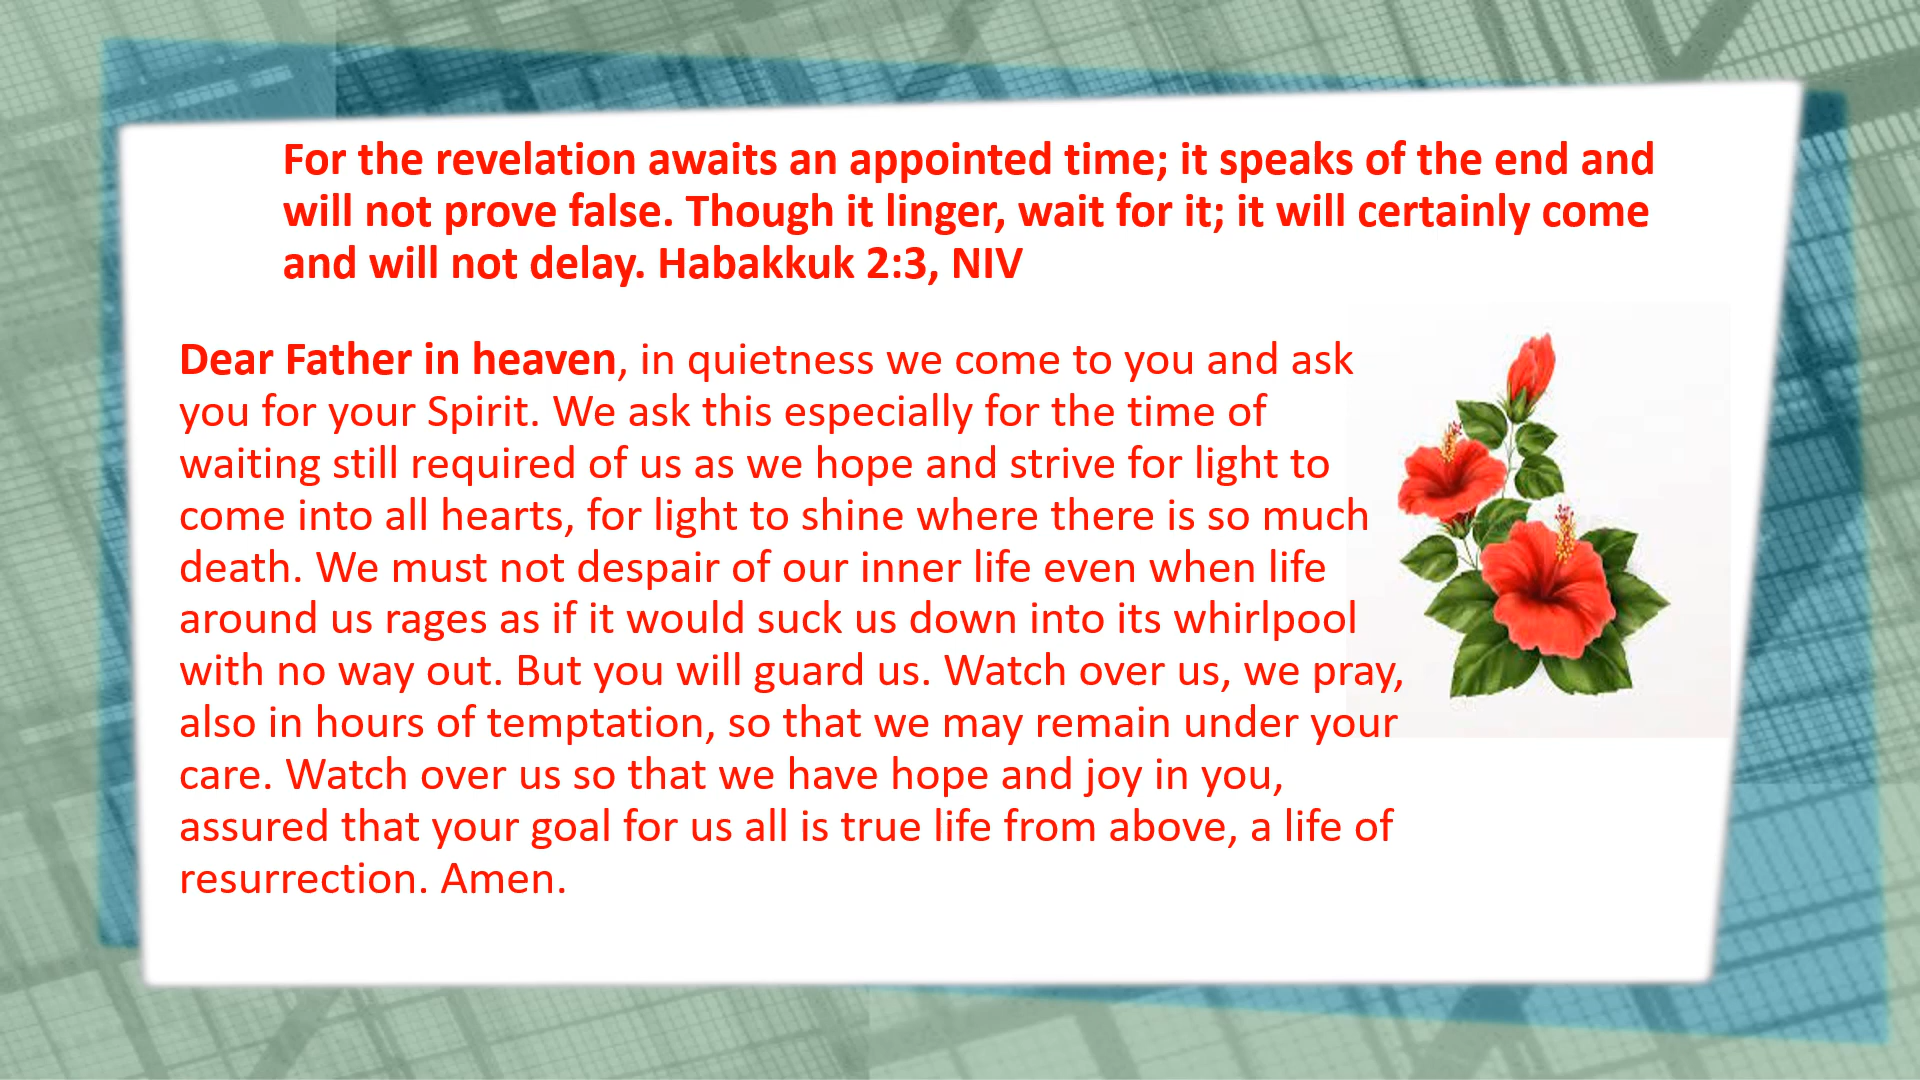 For the revelation awaits an appointed time; it speaks of the end and
will not prove false. Though it linger, wait for it; it will certainly come
and will not delay. Habakkuk 2:3, NIV
Dear Father in heaven, in quietness we come to you and ask
you for your Spirit. We ask this especially for the time of
waiting still required of us as we hope and strive for light to
come into all hearts, for light to shine where there is so much
death. We must not despair of our inner life even when life
around us rages as if it would suck us down into its whirlpool
with no way out. But you will guard us. Watch over us, we pray,
also in hours of temptation, so that we may remain under your
care. Watch over us so that we have hope and joy in you,
assured that your goal for us all is true life from above, a life of
resurrection. Amen.